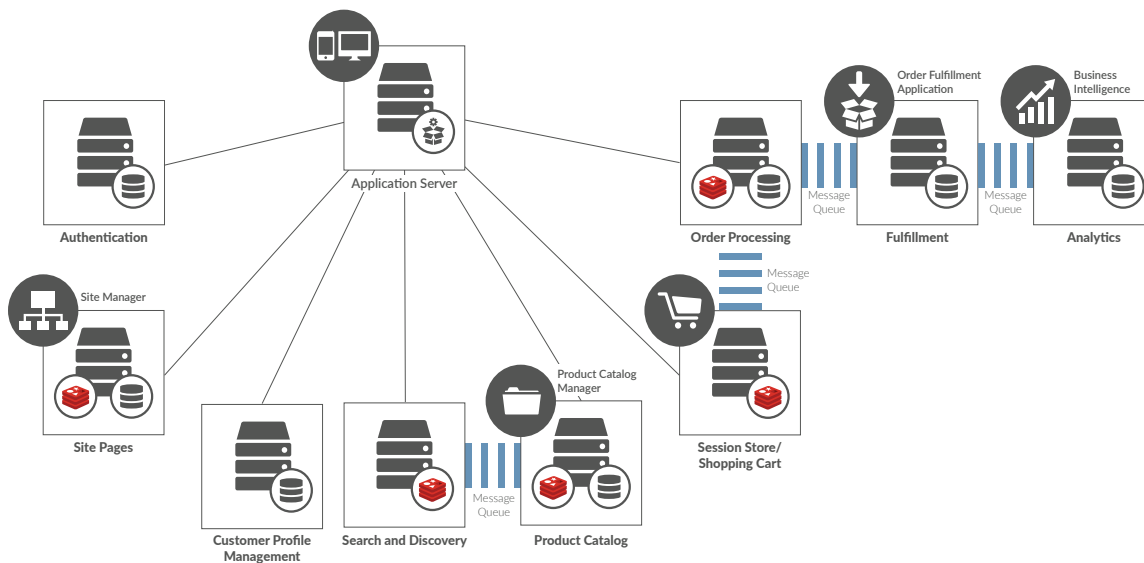 Order Fulfillment
Application
Business
Intelligence
Application Server
Message
Queue
Message
Queue
Authentication
Order Processing
Fulfillment
Analytics
Message
Queue
Site Manager
Product Catalog
Manager
Site Pages
Session Store/
Shopping Cart
Message
Queue
Customer Profile
Management
Search and Discovery
Product Catalog